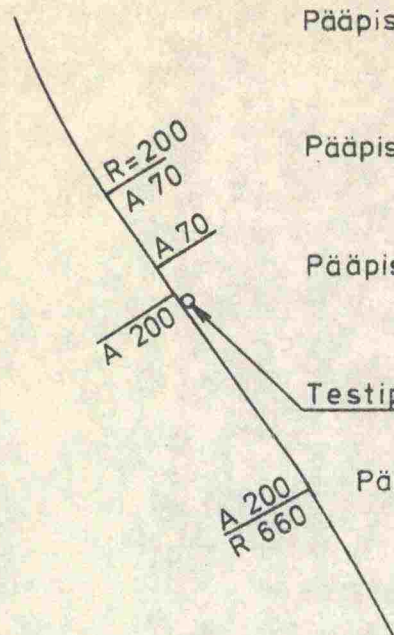 Pääpis
R=200
A 70
Pääpis
A 70
Pääpis
A 200
Testip
A 200
R 660
Pä